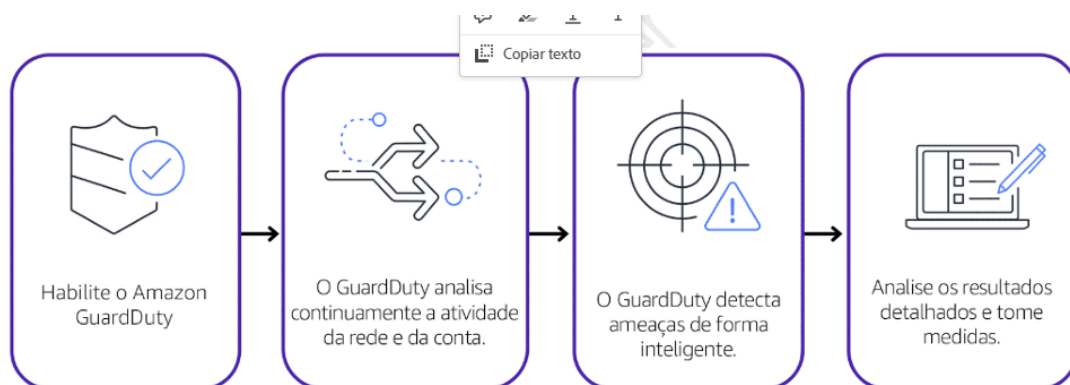 Copiar texto
Habilite o Amazon
GuardDuty
O GuardDuty analisa
continuamente a atividade
da rede e da conta.
O GuardDuty detecta
ameaças de forma
inteligente.
Analise os resultados
detalhados e tome
medidas.